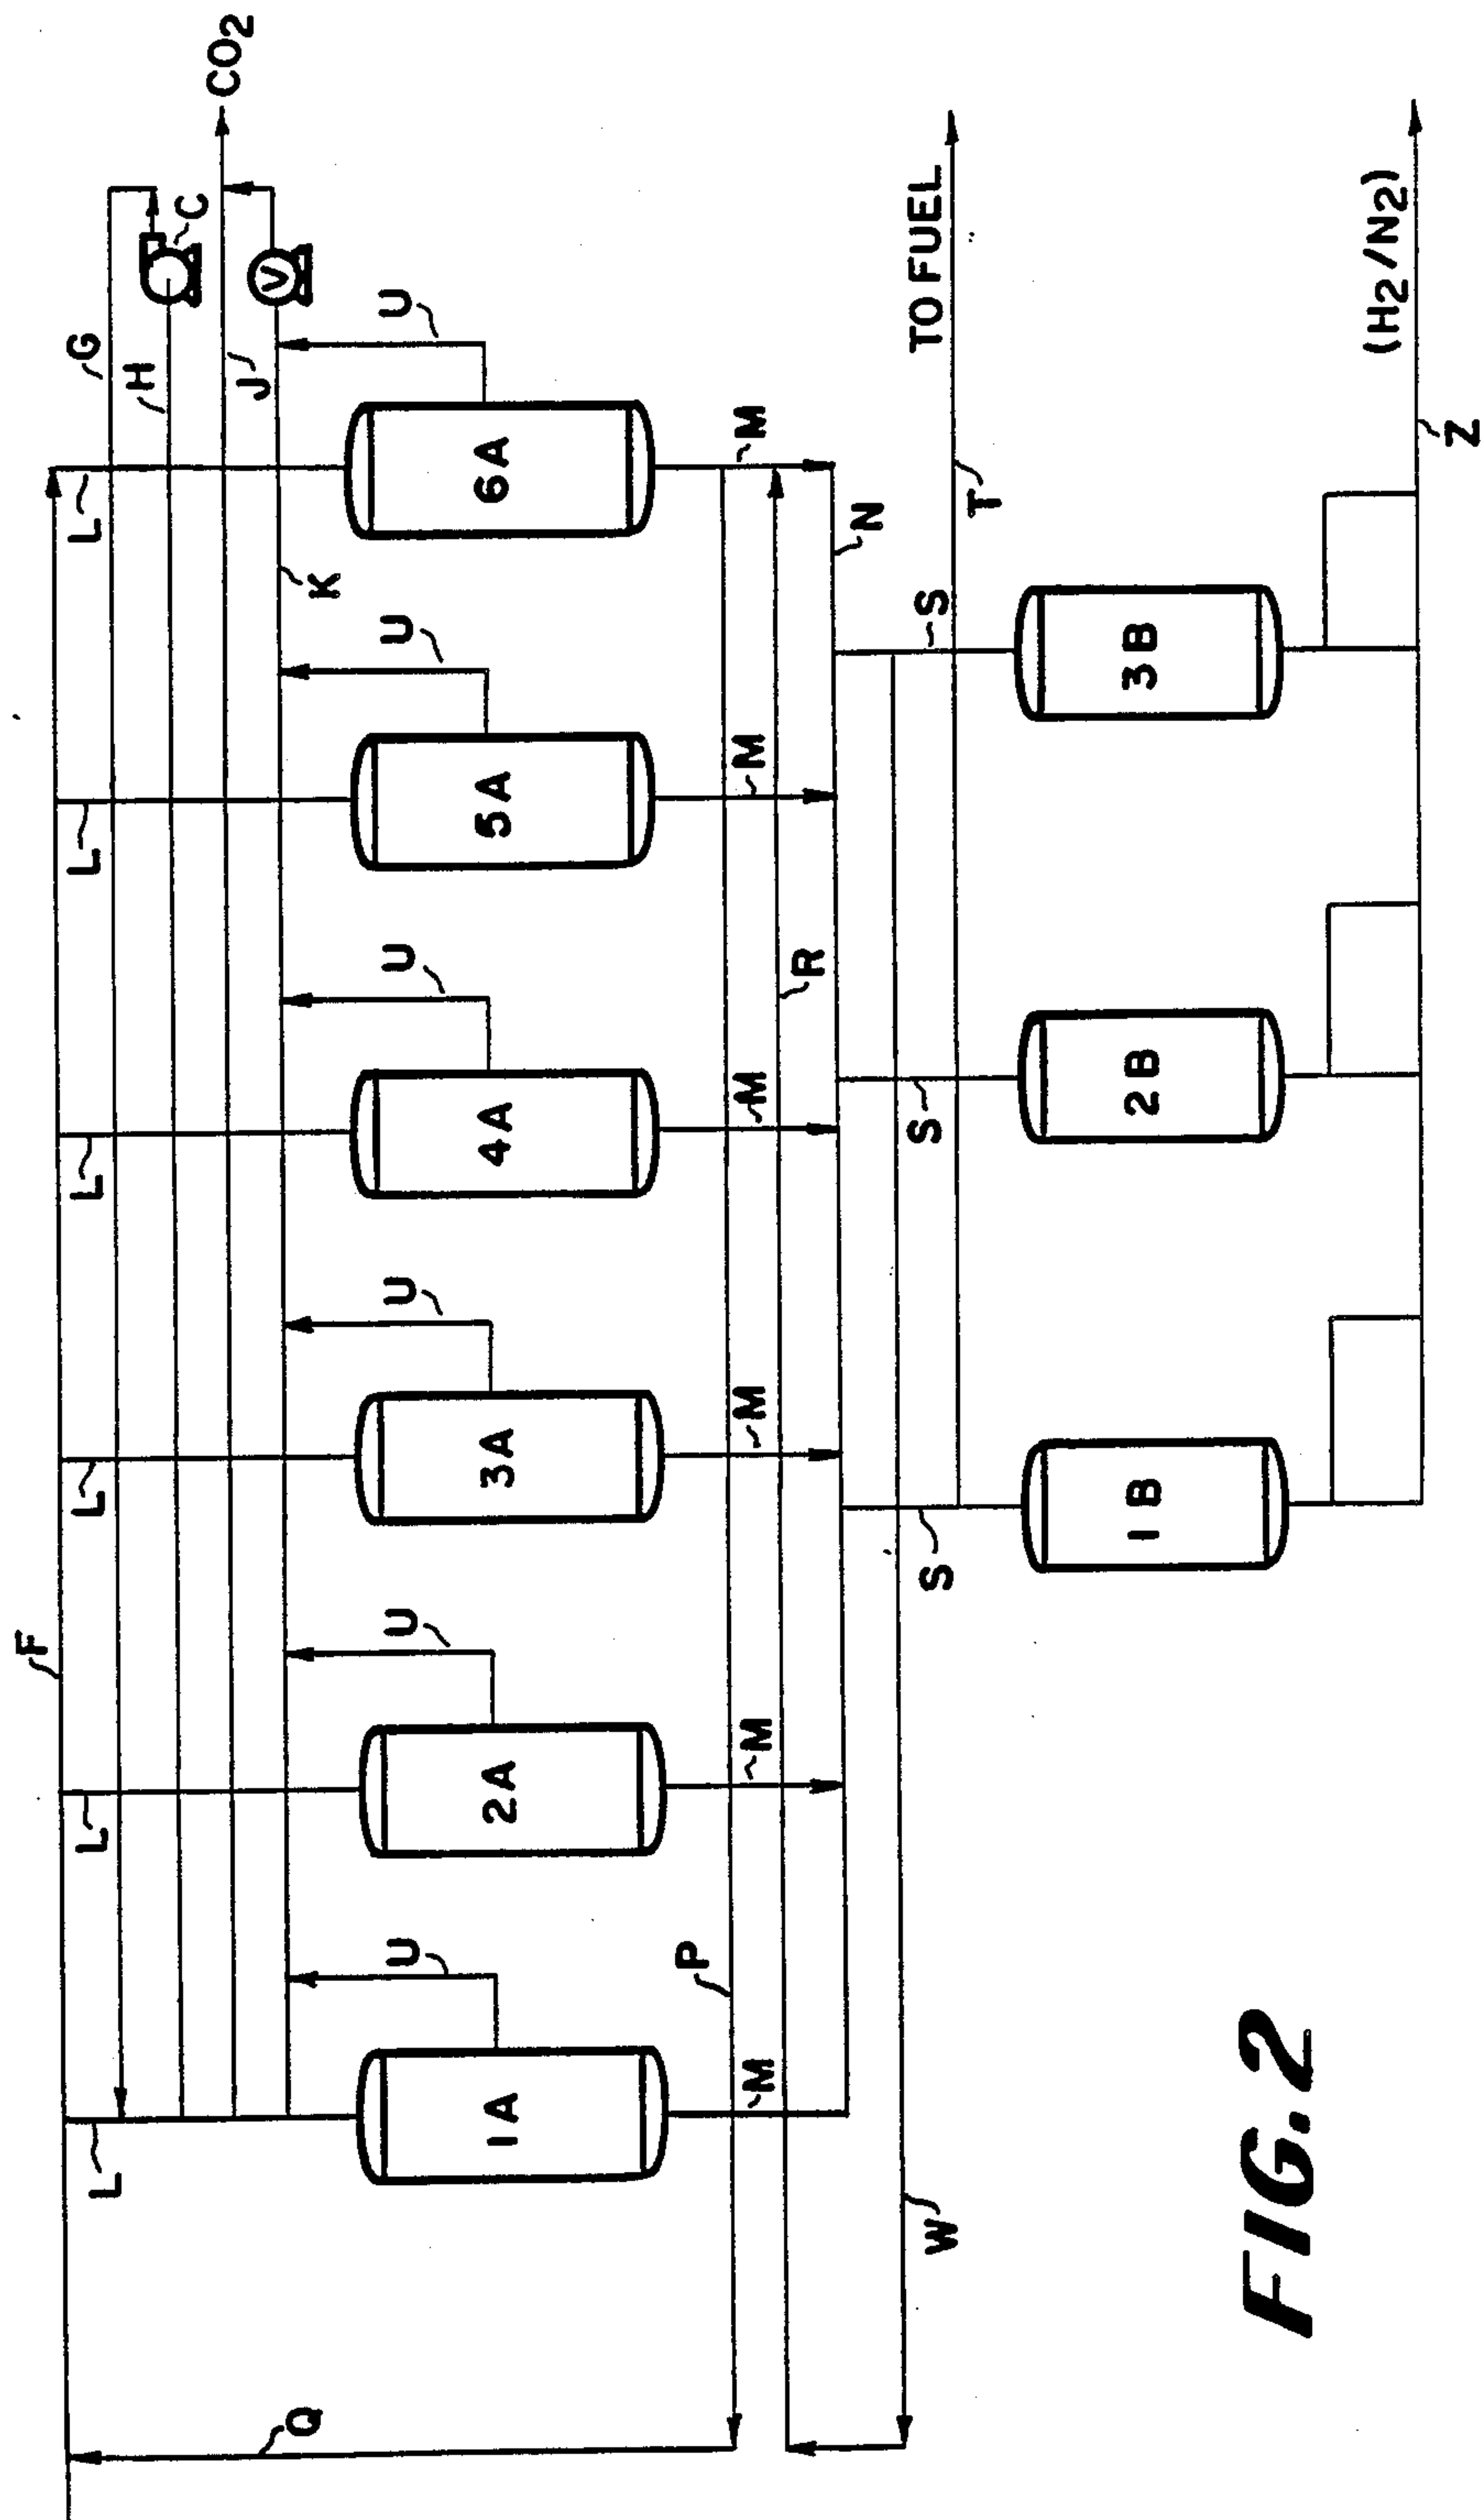 F
L
L
L
L
L
L
G
H
C
CO2
J
V
K
U
U
U
U
U
U
1A
2A
3A
4A
5A
6A
Q
P
M
M
M
M
M
M
R
N
W
S
S
S
TO FUEL
T
1B
2B
3B
(H2/N2)
Z
FIG. 2